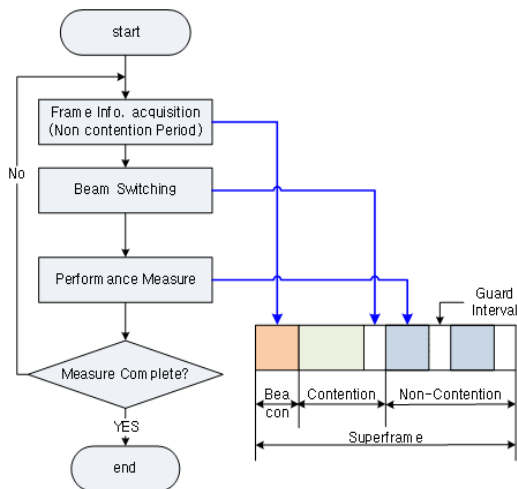 start
Frame Info. acquisition
(Non contention Period)
No
Beam Switching
Performance Measure
Guard
Interval
Measure Complete?
Bea
con
Contention
Non-Contention
YES
Superframe
end